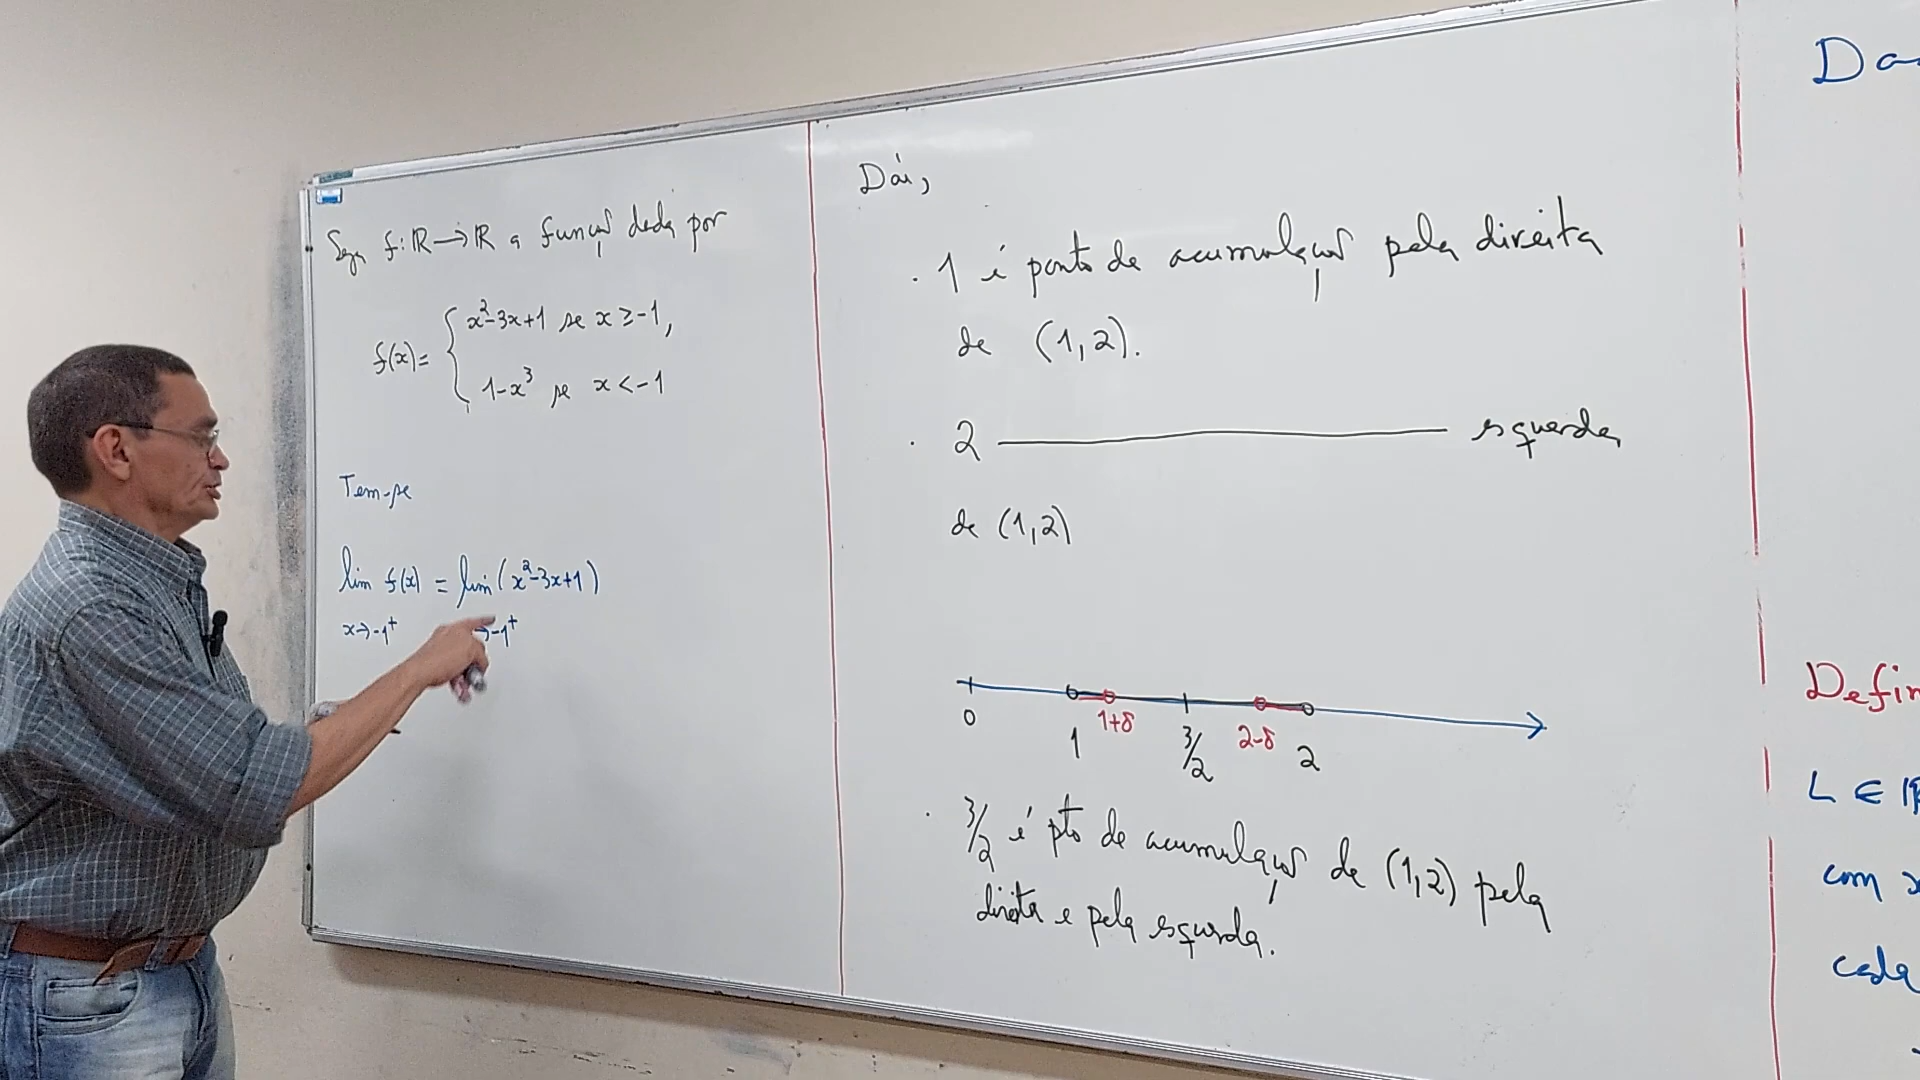 Seja f: ℝ → ℝ a função dada por
f(x) = { x² - 3x + 1 se x ≥ -1,
1 - x³ se x < -1
Tem-se
lim f(x) = lim (x² - 3x + 1)
x→-1⁺ →-1⁺
Daí,
· 1 é ponto de acumulação pela direita
de (1,2).
· 2 ———————— esquerda
de (1,2)
0 1 1+δ 3/2 2-δ 2
· 3/2 é pto de acumulação de (1,2) pela
direita e pela esquerda.
Da
Defin
L ∈ ℝ
com x
cada